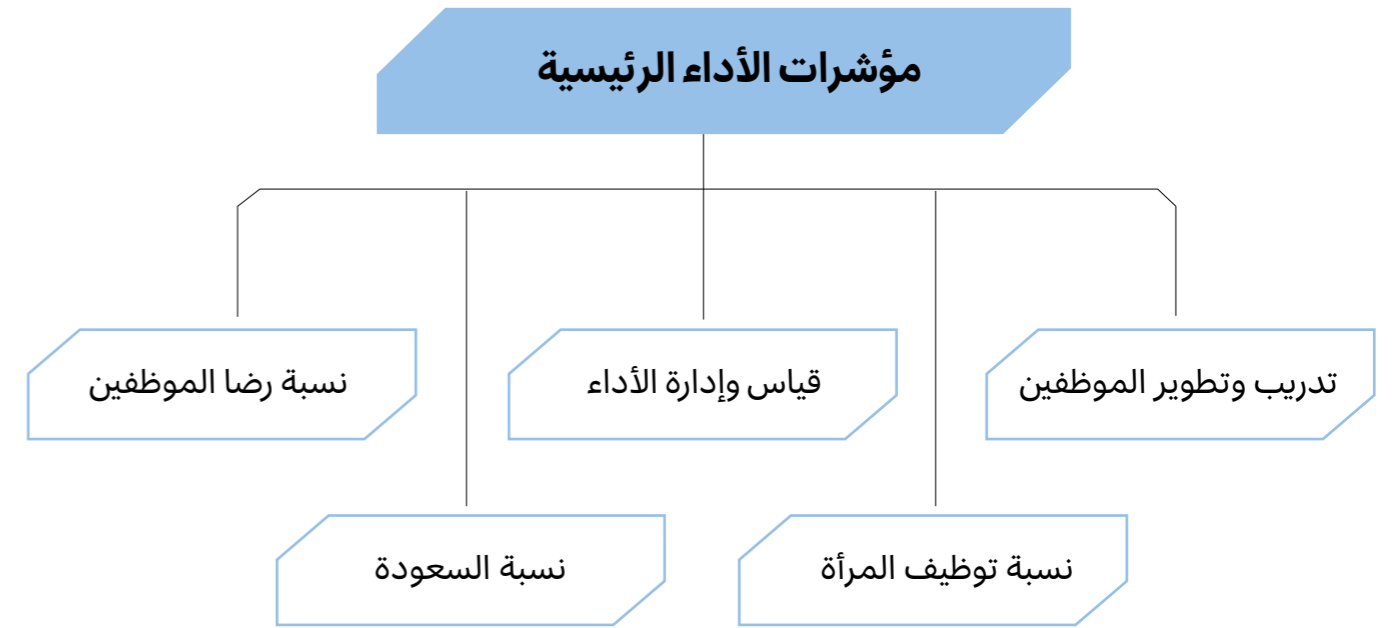 مؤشرات الأداء الرئيسية
تدريب وتطوير الموظفين
قياس وإدارة الأداء
نسبة رضا الموظفين
نسبة توظيف المرأة
نسبة السعودة